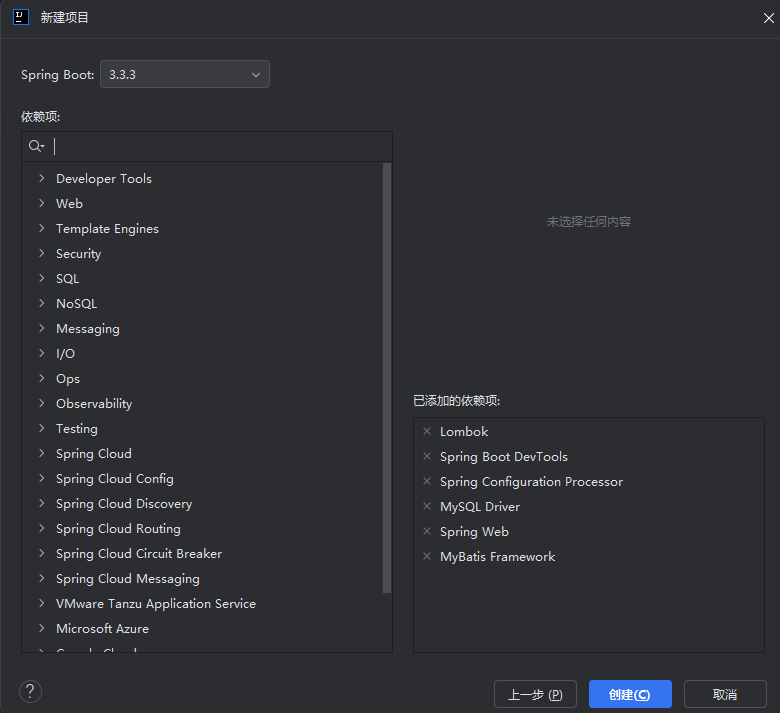 新建项目
Spring Boot: 3.3.3
依赖项:
Developer Tools
Web
Template Engines
Security
SQL
NoSQL
Messaging
I/O
Ops
Observability
Testing
Spring Cloud
Spring Cloud Config
Spring Cloud Discovery
Spring Cloud Routing
Spring Cloud Circuit Breaker
Spring Cloud Messaging
VMware Tanzu Application Service
Microsoft Azure
未选择任何内容
已添加的依赖项:
Lombok
Spring Boot DevTools
Spring Configuration Processor
MySQL Driver
Spring Web
MyBatis Framework
? 上一步 (P) 创建(C) 取消